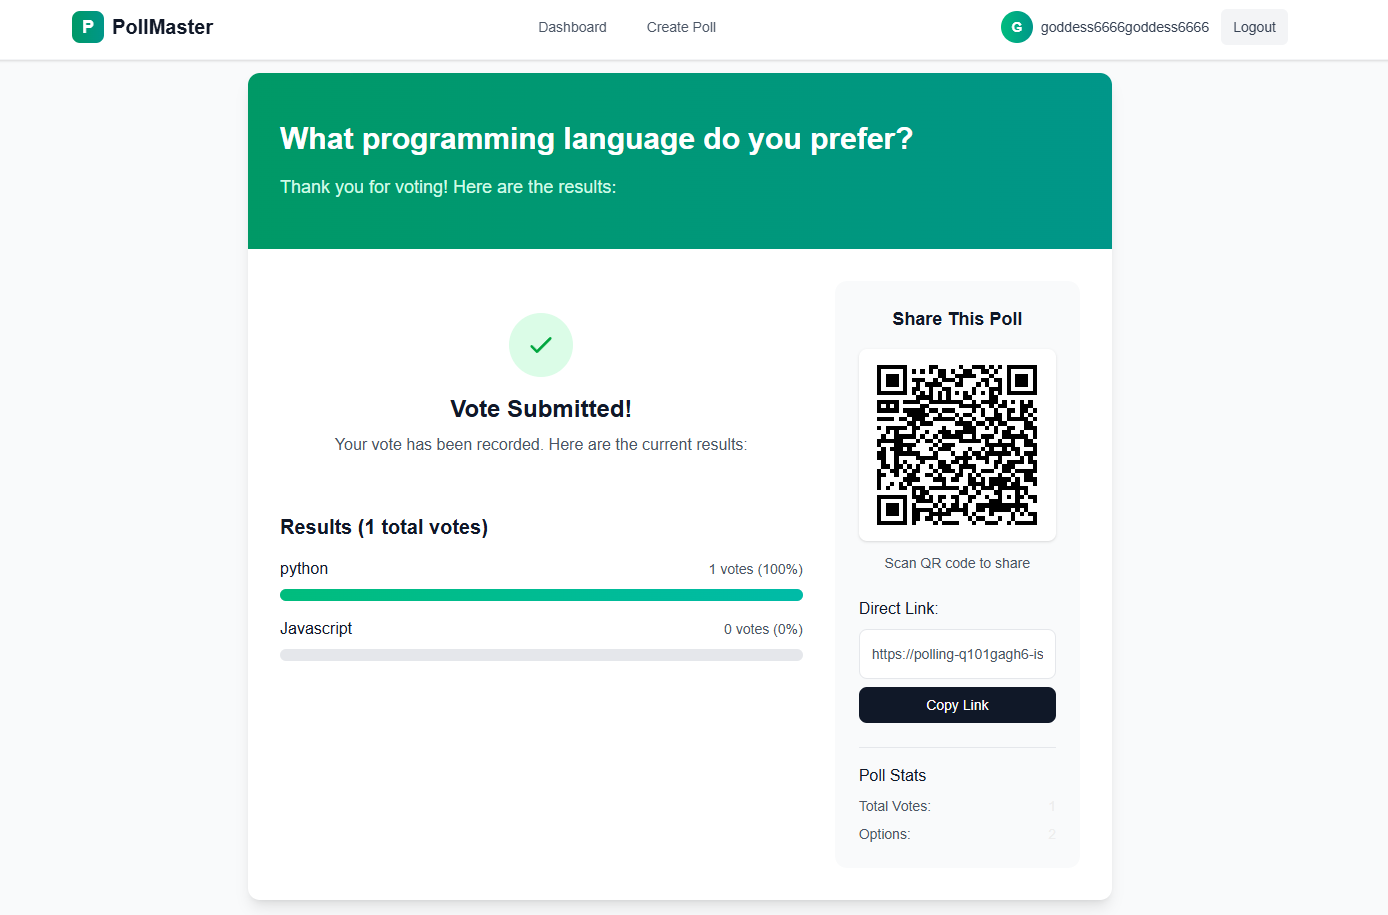 P PollMaster
Dashboard
Create Poll
G goddess6666goddess6666
Logout
What programming language do you prefer?
Thank you for voting! Here are the results:
Vote Submitted!
Your vote has been recorded. Here are the current results:
Results (1 total votes)
python 1 votes (100%)
Javascript 0 votes (0%)
Share This Poll
Scan QR code to share
Direct Link:
https://polling-q101gagh6-is
Copy Link
Poll Stats
Total Votes: 1
Options: 2